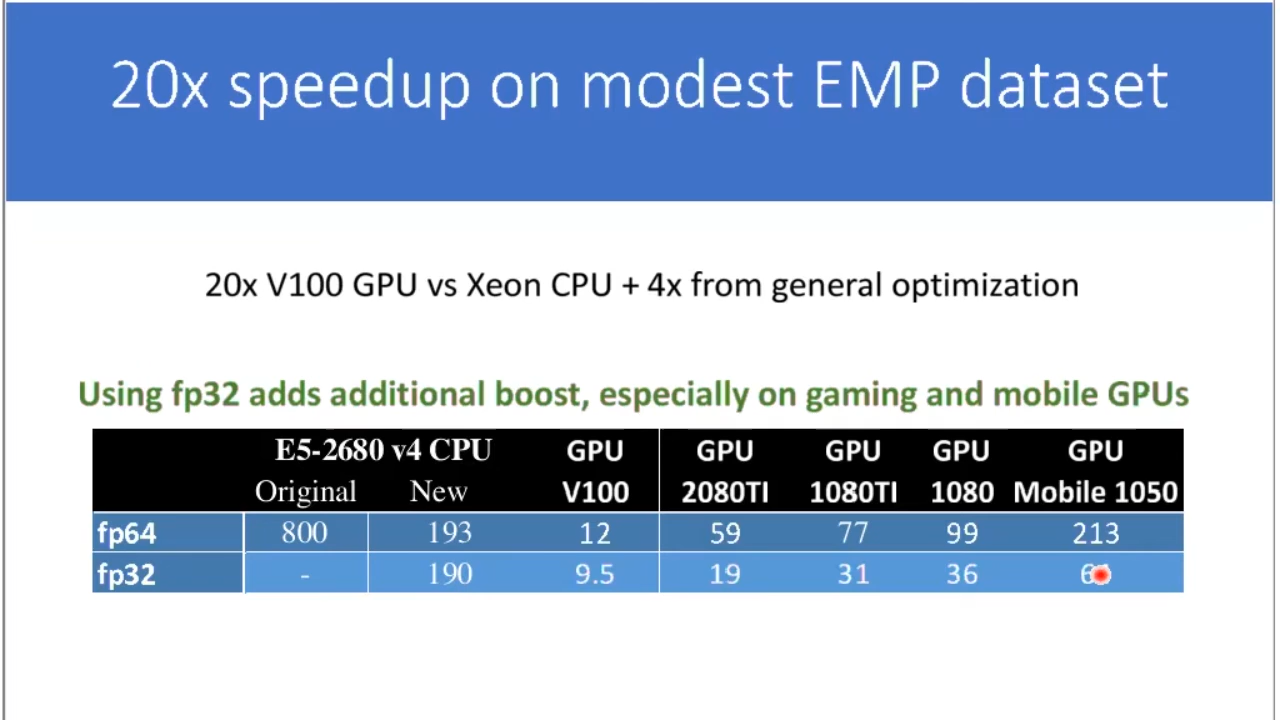 20x speedup on modest EMP dataset
20x V100 GPU vs Xeon CPU + 4x from general optimization
Using fp32 adds additional boost, especially on gaming and mobile GPUs
E5-2680 v4 CPU GPU GPU GPU GPU GPU
Original New V100 2080TI 1080TI 1080 Mobile 1050
fp64 800 193 12 59 77 99 213
fp32 - 190 9.5 19 31 36